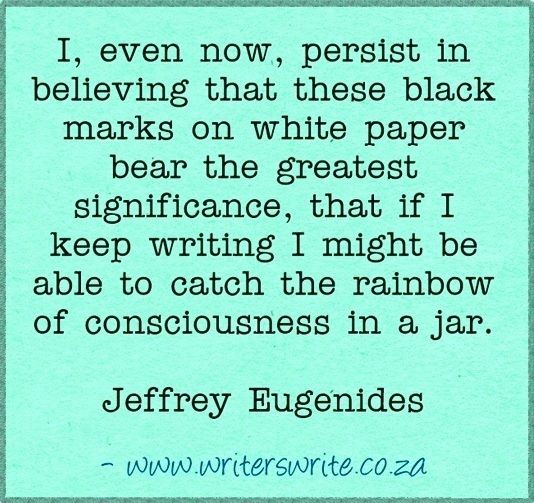 I, even now, persist in
believing that these black
marks on white paper
bear the greatest
significance, that if I
keep writing I might be
able to catch the rainbow
of consciousness in a jar.
Jeffrey Eugenides
- www.writerswrite.co.za